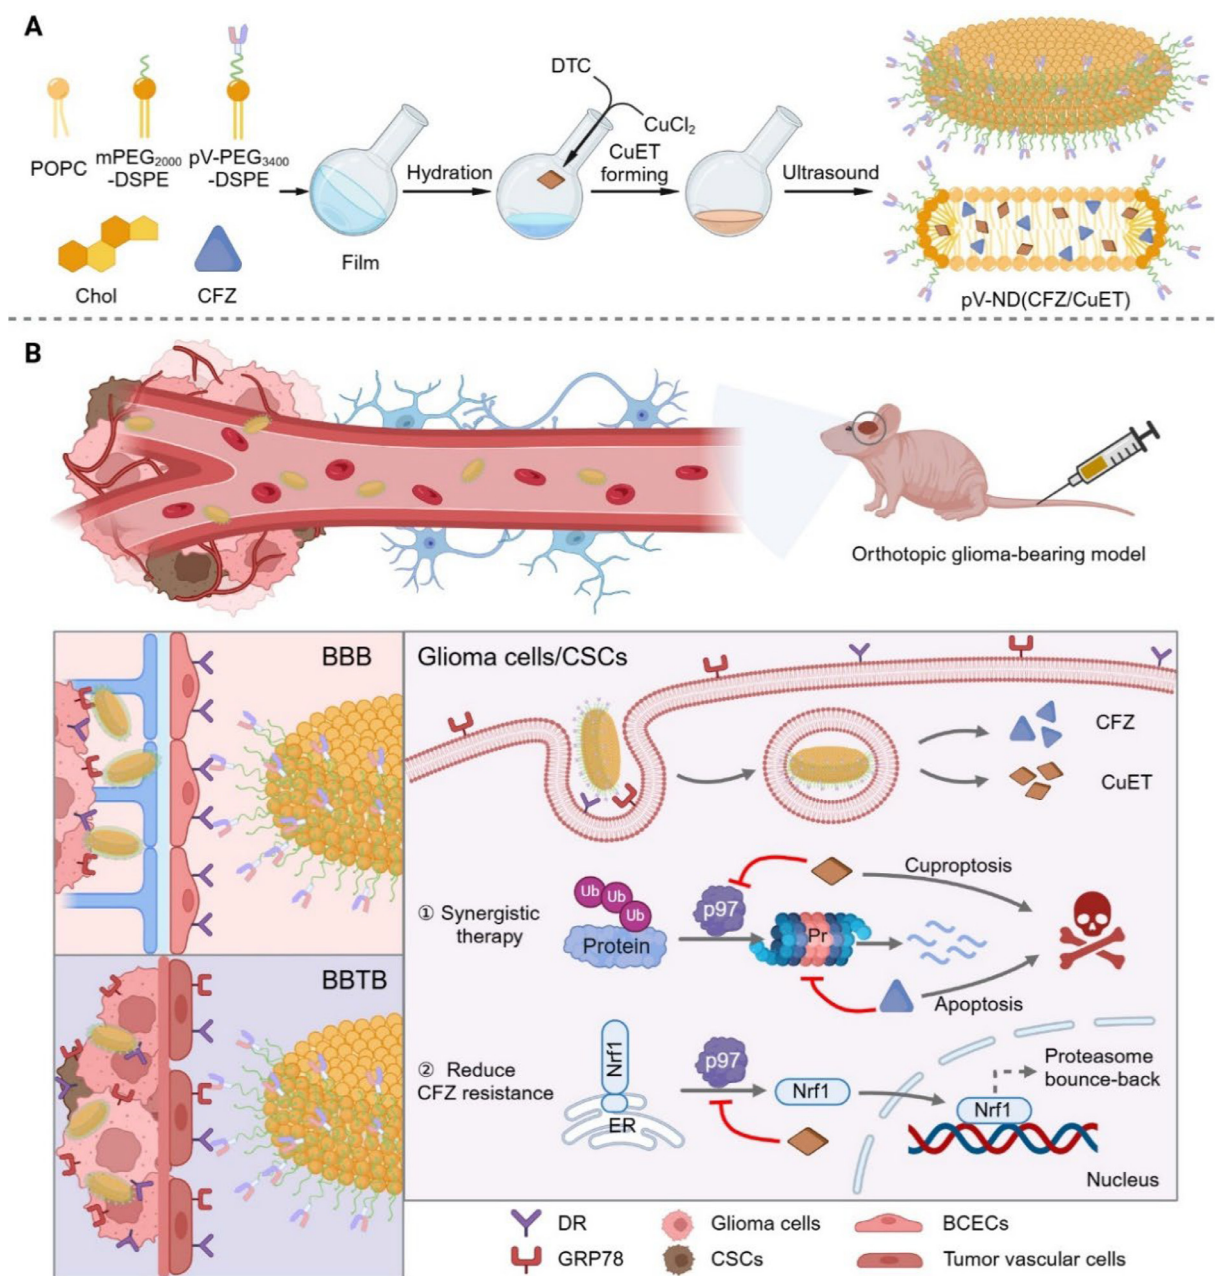 A
POPC
mPEG2000
-DSPE
pV-PEG3400
-DSPE
Chol
CFZ
Film
Hydration
DTC
CuCl2
CuET
forming
Ultrasound
pV-ND(CFZ/CuET)
B
Orthotopic glioma-bearing model
BBB
BBTB
Glioma cells/CSCs
CFZ
CuET
① Synergistic
therapy
Ub
Ub
Ub
Protein
p97
Pr
Cuproptosis
Apoptosis
② Reduce
CFZ resistance
Nrf1
ER
p97
Nrf1
Nrf1
Proteasome
bounce-back
Nucleus
DR
Glioma cells
BCECs
GRP78
CSCs
Tumor vascular cells